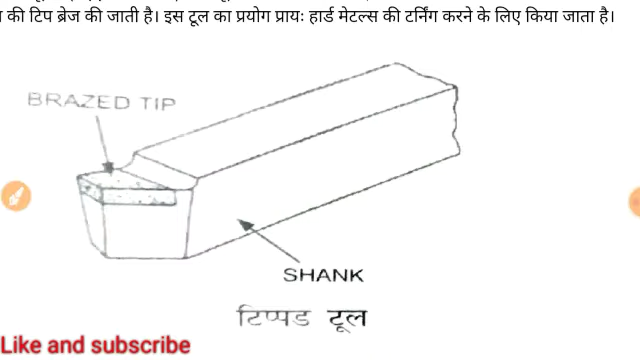 की टिप ब्रेज की जाती है। इस टूल का प्रयोग प्रायः हार्ड मेटल्स की टर्निंग करने के लिए किया जाता है।
BRAZED TIP
SHANK
टिप्पड टूल
Like and subscribe